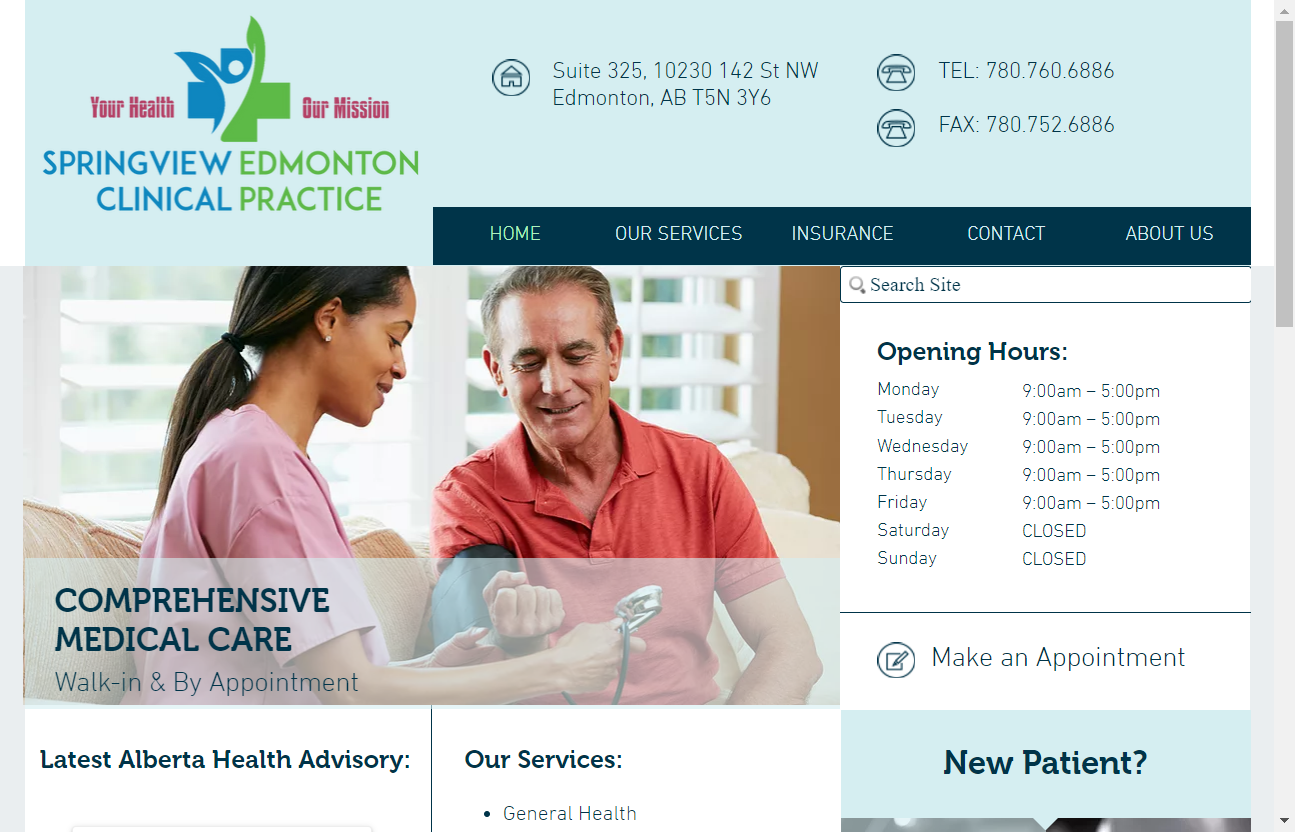 Your Health
Our Mission
SPRINGVIEW EDMONTON
CLINICAL PRACTICE
Suite 325, 10230 142 St NW
Edmonton, AB T5N 3Y6
TEL: 780.760.6886
FAX: 780.752.6886
HOME OUR SERVICES INSURANCE CONTACT ABOUT US
Search Site
Opening Hours:
Monday 9:00am – 5:00pm
Tuesday 9:00am – 5:00pm
Wednesday 9:00am – 5:00pm
Thursday 9:00am – 5:00pm
Friday 9:00am – 5:00pm
Saturday CLOSED
Sunday CLOSED
COMPREHENSIVE
MEDICAL CARE
Walk-in & By Appointment
Make an Appointment
Latest Alberta Health Advisory:
Our Services:
• General Health
New Patient?